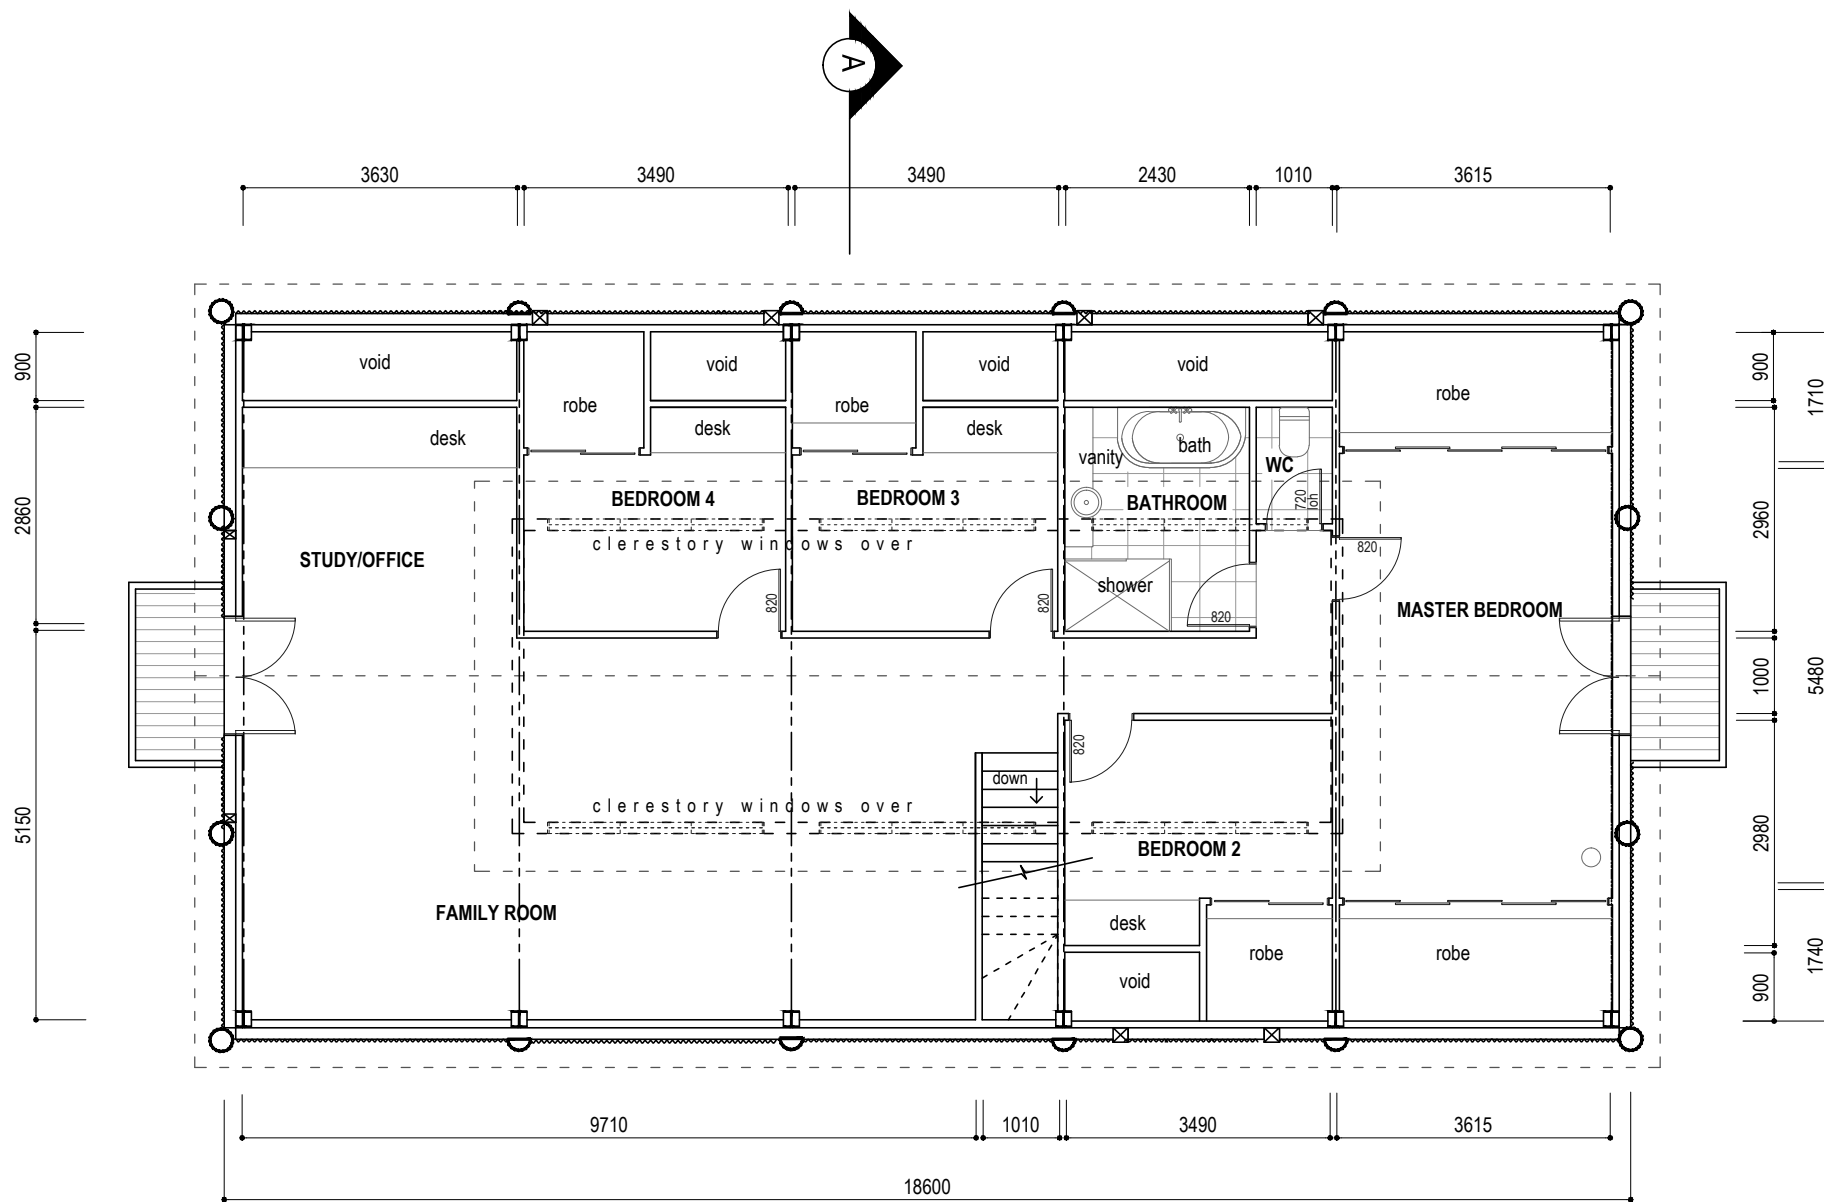 A
3630 3490 3490 2430 1010 3615
900 void void void void 900
robe robe robe 1710
desk desk desk
bath
vanity WC
BEDROOM 4 BEDROOM 3 BATHROOM 720 loh
2860 2960
clerestory windows over 820
STUDY/OFFICE
shower
820 820 820 MASTER BEDROOM
1000 5480
820
down
clerestory windows over
5150 BEDROOM 2 2980
FAMILY ROOM
desk
robe robe 1740
void 900
9710 1010 3490 3615
18600